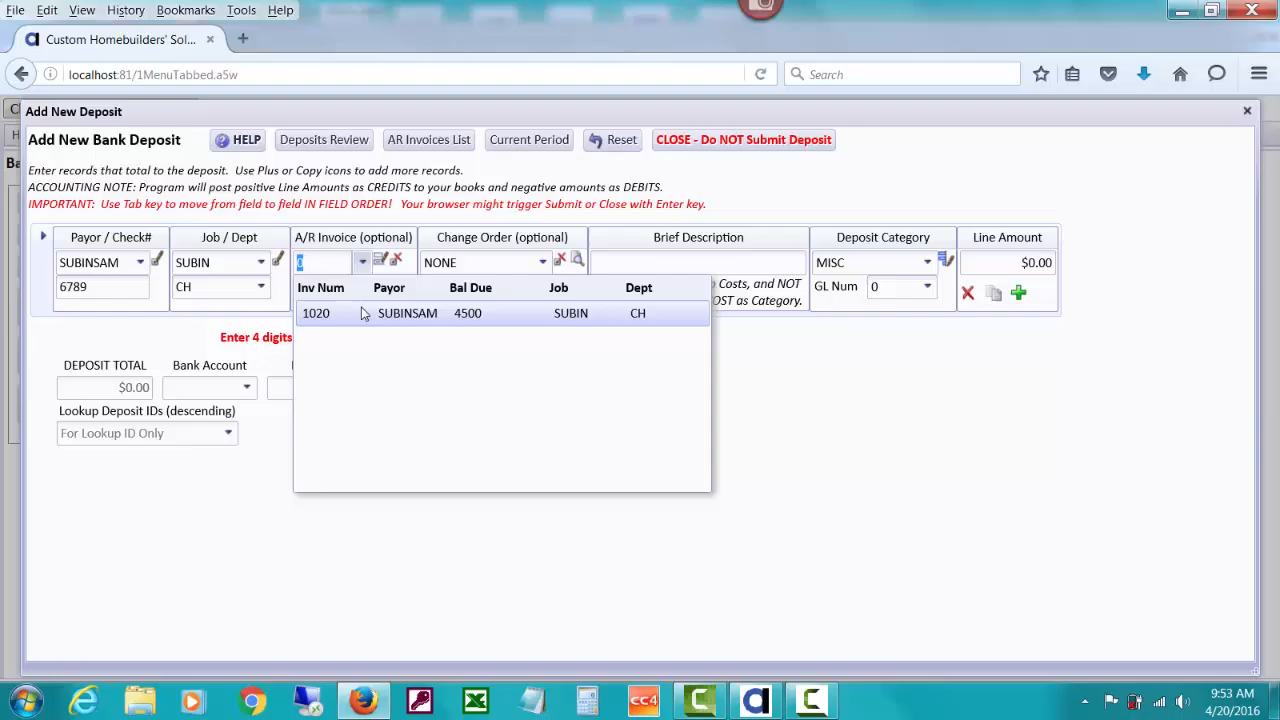 File Edit View History Bookmarks Tools Help
Custom Homebuilders' Sol... × +
localhost:81/1MenuTabbed.a5w
Search
Add New Deposit
Add New Bank Deposit
HELP
Deposits Review
AR Invoices List
Current Period
Reset
CLOSE - Do NOT Submit Deposit
Enter records that total to the deposit. Use Plus or Copy icons to add more records.
ACCOUNTING NOTE: Program will post positive Line Amounts as CREDITS to your books and negative amounts as DEBITS.
IMPORTANT: Use Tab key to move from field to field IN FIELD ORDER! Your browser might trigger Submit or Close with Enter key.
Payor / Check# Job / Dept A/R Invoice (optional) Change Order (optional) Brief Description Deposit Category Line Amount
SUBINSAM SUBIN 0 NONE MISC $0.00
6789 CH Inv Num Payor Bal Due Job Dept Costs, and NOT GL Num 0
OST as Category.
1020 SUBINSAM 4500 SUBIN CH
Enter 4 digits
DEPOSIT TOTAL Bank Account
$0.00
Lookup Deposit IDs (descending)
For Lookup ID Only
CC4
9:53 AM
4/20/2016